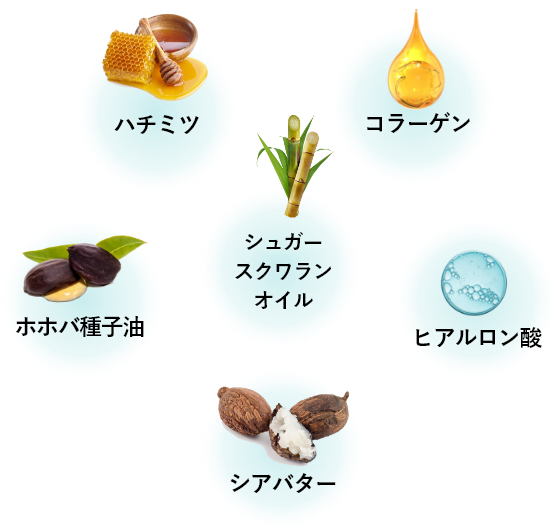 ハチミツ
コラーゲン
シュガー
スクワラン
オイル
ホホバ種子油
ヒアルロン酸
シアバター